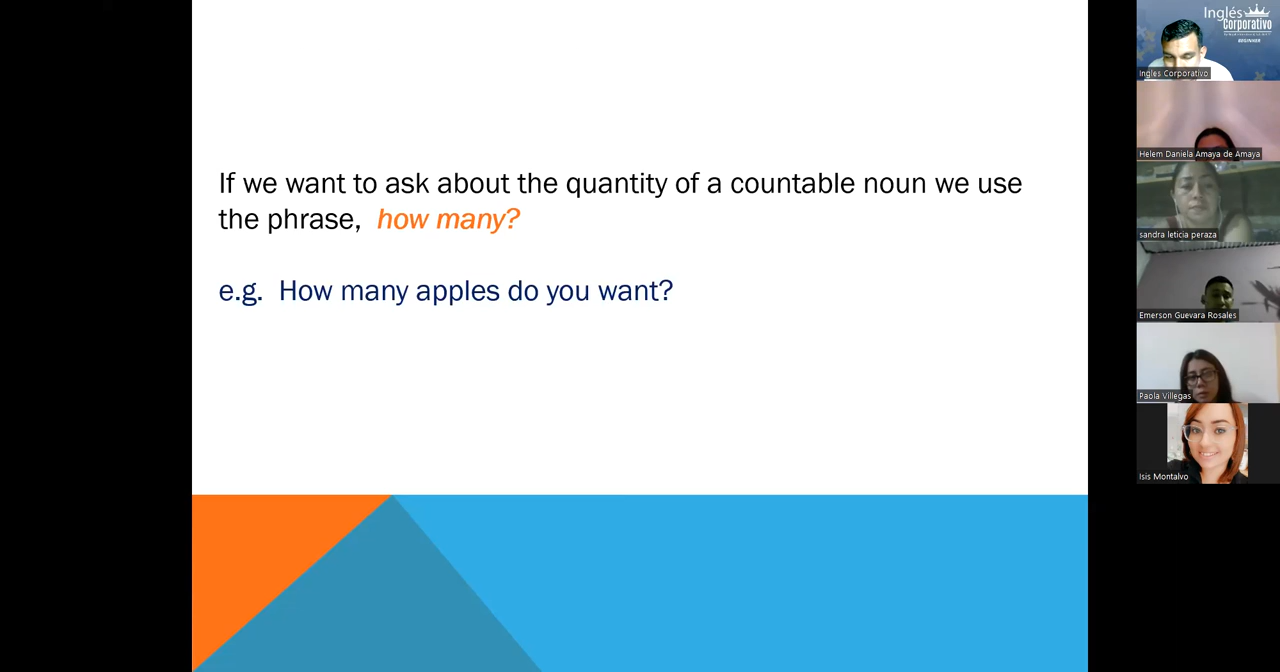 If we want to ask about the quantity of a countable noun we use
the phrase, how many?
e.g. How many apples do you want?
Inglés
Corporativo
BEGINNER
Ingles Corporativo
Helem Daniela Amaya de Amaya
sandra leticia peraza
Emerson Guevara Rosales
Paola Villegas
Isis Montalvo